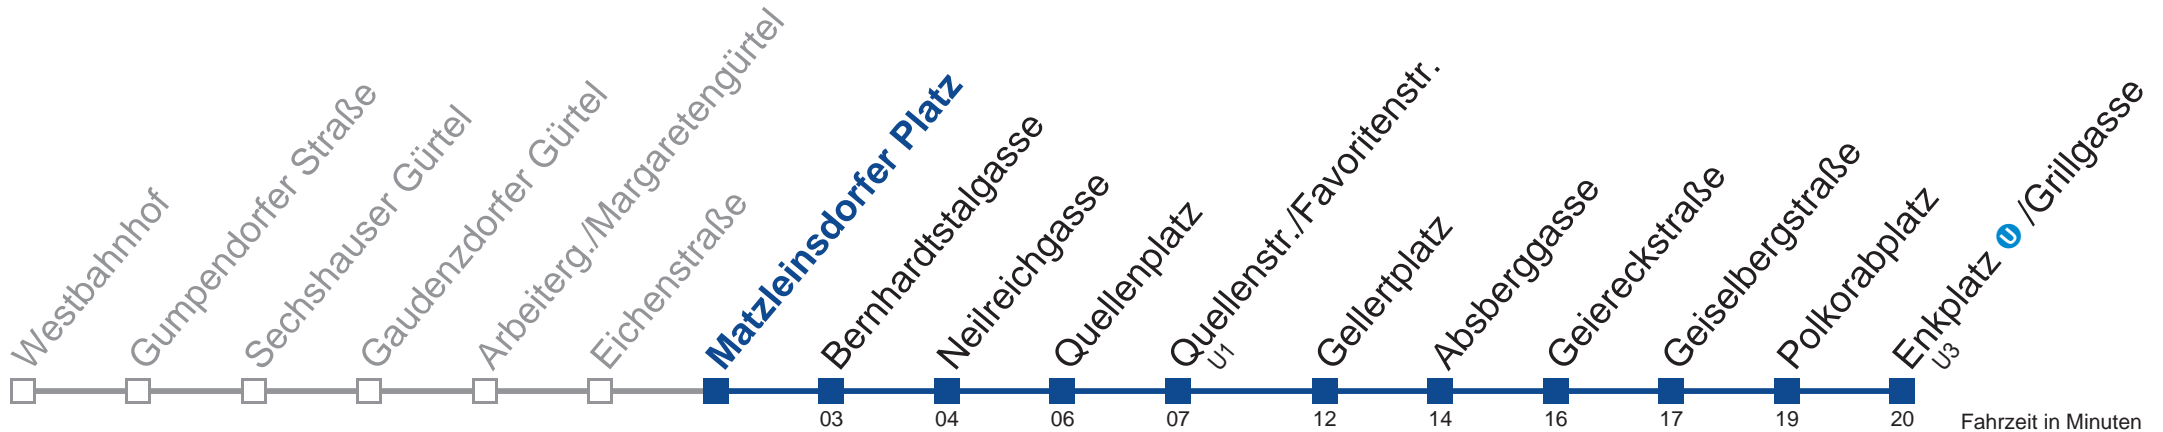 Westbahnhof
Gumpendorfer Straße
Sechshauser Gürtel
Gaudenzdorfer Gürtel
Arbeiterg./Margaretengürtel
Eichenstraße
Matzleinsdorfer Platz
Bernhardtstalgasse
Neilreichgasse
Quellenplatz
Quellenstr./Favoritenstr.
U1
Gellertplatz
Absberggasse
Geiereckstraße
Geiselbergstraße
Polkorabplatz
Enkplatz U /Grillgasse
U3
03 04 06 07 12 14 16 17 19 20 Fahrzeit in Minuten